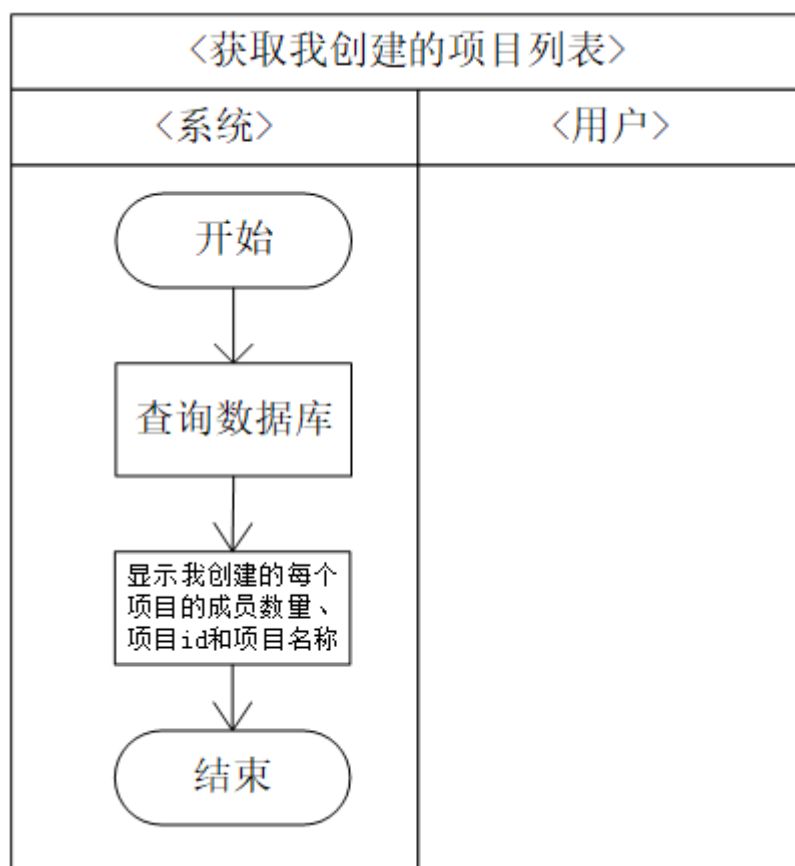 <获取我创建的项目列表>
<系统>
<用户>
开始
查询数据库
显示我创建的每个
项目的成员数量、
项目id和项目名称
结束